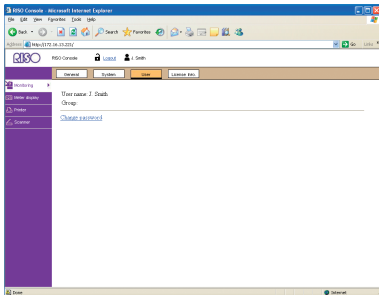 RISO Console - Microsoft Internet Explorer
File Edit View Favorites Tools Help
Back Search Favorites
Address http://172.16.13.221/ Go Links
RISO RISO Console Logout J. Smith
General System User License Info.
Monitoring
Meter display
Printer
Scanner
User name: J. Smith
Group:
Change password
Done Internet